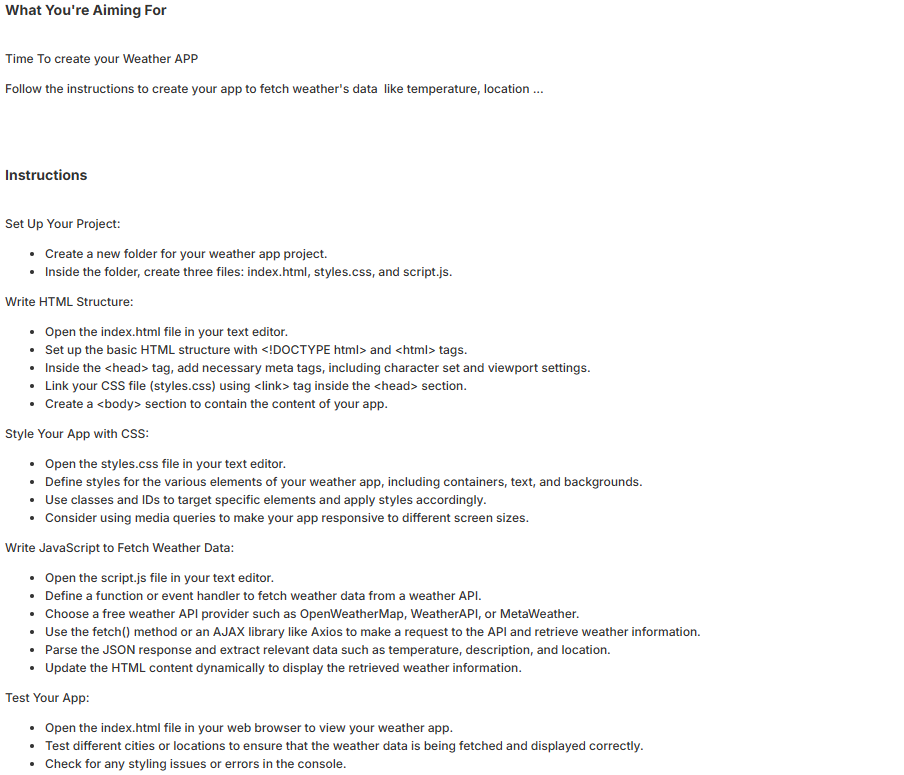 What You're Aiming For
Time To create your Weather APP
Follow the instructions to create your app to fetch weather's data  like temperature, location ...
Instructions
Set Up Your Project:
• Create a new folder for your weather app project.
• Inside the folder, create three files: index.html, styles.css, and script.js.
Write HTML Structure:
• Open the index.html file in your text editor.
• Set up the basic HTML structure with <!DOCTYPE html> and <html> tags.
• Inside the <head> tag, add necessary meta tags, including character set and viewport settings.
• Link your CSS file (styles.css) using <link> tag inside the <head> section.
• Create a <body> section to contain the content of your app.
Style Your App with CSS:
• Open the styles.css file in your text editor.
• Define styles for the various elements of your weather app, including containers, text, and backgrounds.
• Use classes and IDs to target specific elements and apply styles accordingly.
• Consider using media queries to make your app responsive to different screen sizes.
Write JavaScript to Fetch Weather Data:
• Open the script.js file in your text editor.
• Define a function or event handler to fetch weather data from a weather API.
• Choose a free weather API provider such as OpenWeatherMap, WeatherAPI, or MetaWeather.
• Use the fetch() method or an AJAX library like Axios to make a request to the API and retrieve weather information.
• Parse the JSON response and extract relevant data such as temperature, description, and location.
• Update the HTML content dynamically to display the retrieved weather information.
Test Your App:
• Open the index.html file in your web browser to view your weather app.
• Test different cities or locations to ensure that the weather data is being fetched and displayed correctly.
• Check for any styling issues or errors in the console.